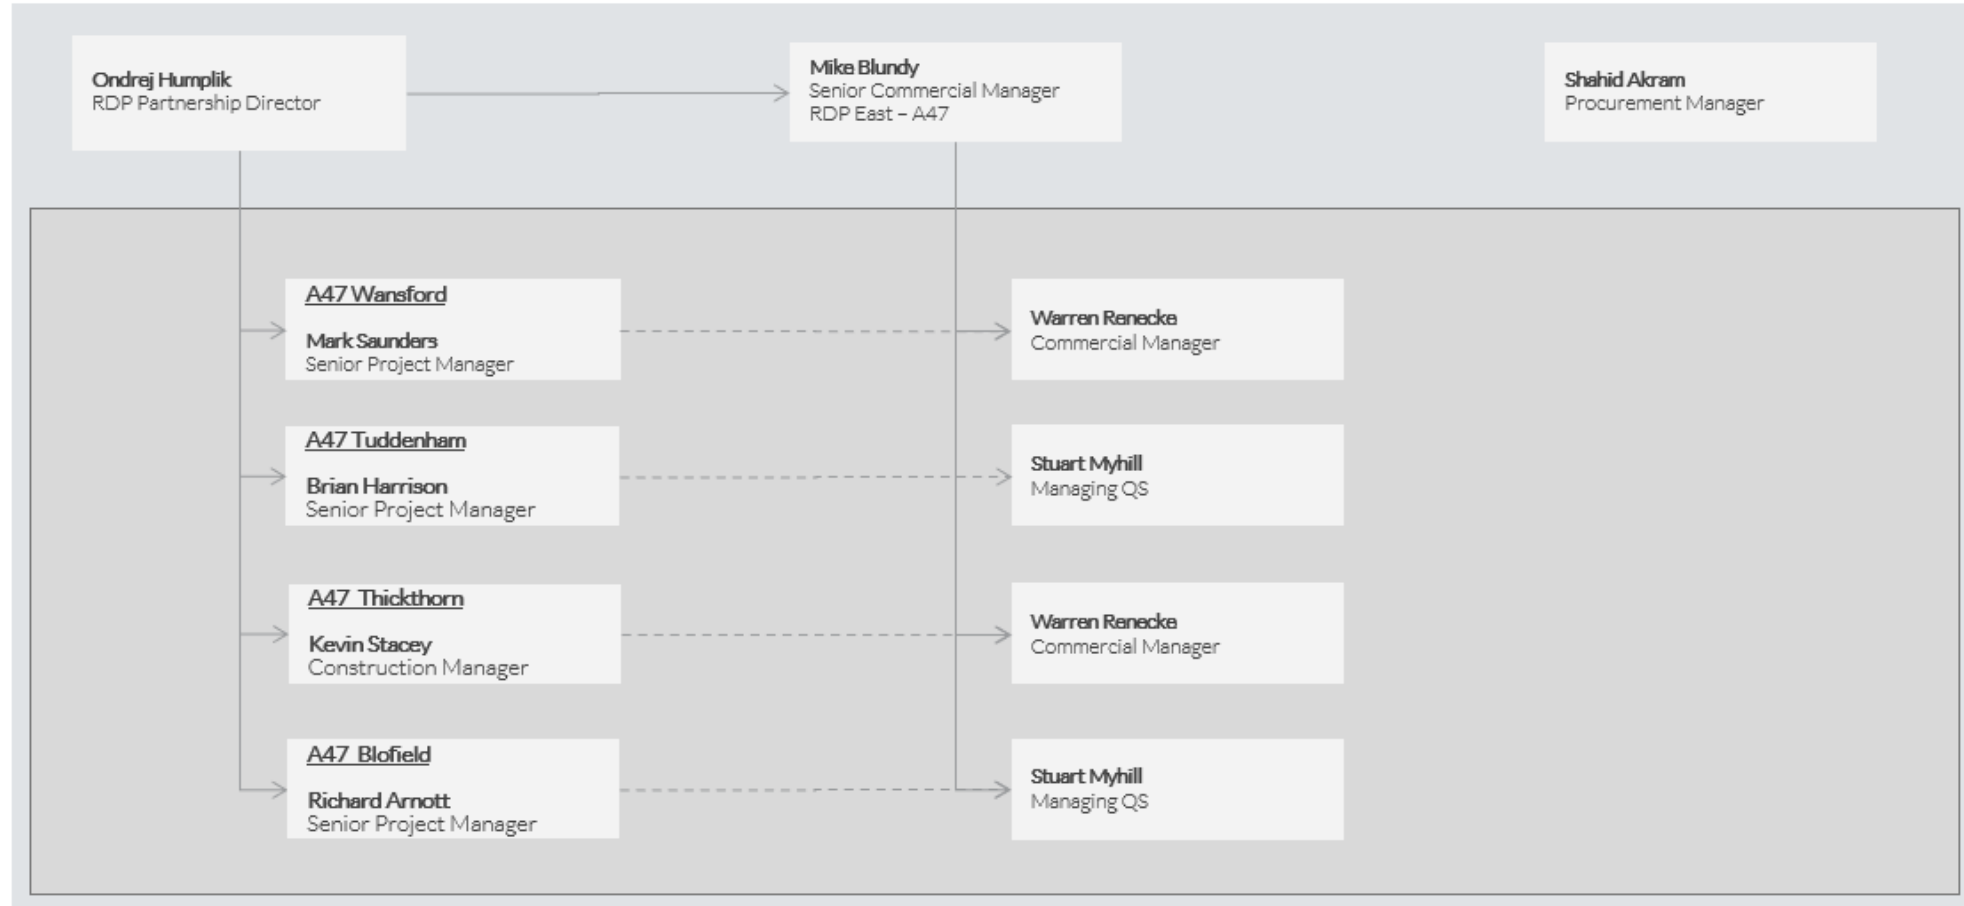 Ondrej Humplik
RDP Partnership Director
Mike Blundy
Senior Commercial Manager
RDP East – A47
Shahid Akram
Procurement Manager
A47 Wansford
Mark Saunders
Senior Project Manager
Warren Renecke
Commercial Manager
A47 Tuddenham
Brian Harrison
Senior Project Manager
Stuart Myhill
Managing QS
A47 Thickthorn
Kevin Stacey
Construction Manager
Warren Renecke
Commercial Manager
A47 Blofield
Richard Arnott
Senior Project Manager
Stuart Myhill
Managing QS